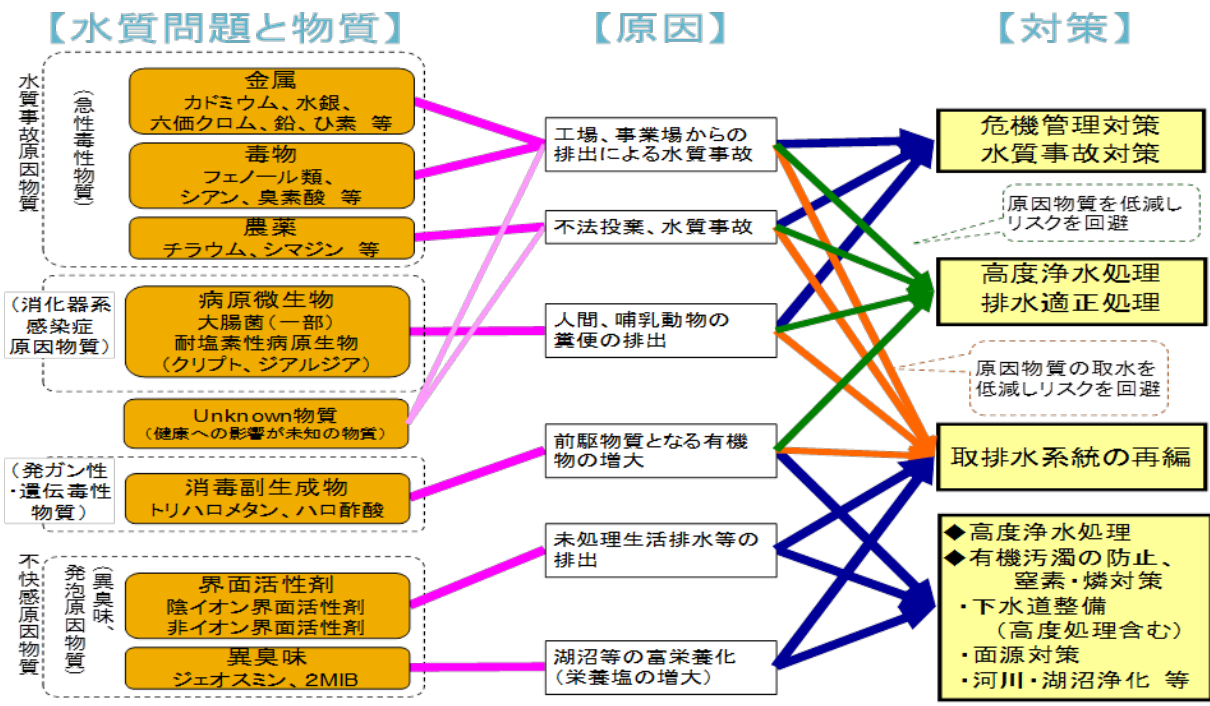 【水質問題と物質】
【原因】
【対策】
水質事故原因物質
(急性毒性物質)
金属
カドミウム、水銀、
六価クロム、鉛、ひ素 等
毒物
フェノール類、
シアン、臭素酸 等
農薬
チラウム、シマジン 等
(消化器系
感染症
原因物質)
病原微生物
大腸菌(一部)
耐塩素性病原生物
(クリプト、ジアルジア)
Unknown物質
(健康への影響が未知の物質)
(発ガン性
・遺伝毒性
物質)
消毒副生成物
トリハロメタン、ハロ酢酸
不快感原因物質
(異臭味、
発泡原因物質)
界面活性剤
陰イオン界面活性剤
非イオン界面活性剤
異臭味
ジェオスミン、2MIB
工場、事業場からの
排出による水質事故
不法投棄、水質事故
人間、哺乳動物の
糞便の排出
前駆物質となる有機
物の増大
未処理生活排水等の
排出
湖沼等の富栄養化
(栄養塩の増大)
危機管理対策
水質事故対策
原因物質を低減し
リスクを回避
高度浄水処理
排水適正処理
原因物質の取水を
低減しリスクを回避
取排水系統の再編
◆高度浄水処理
◆有機汚濁の防止、
窒素・燐対策
・下水道整備
(高度処理含む)
・面源対策
・河川・湖沼浄化 等